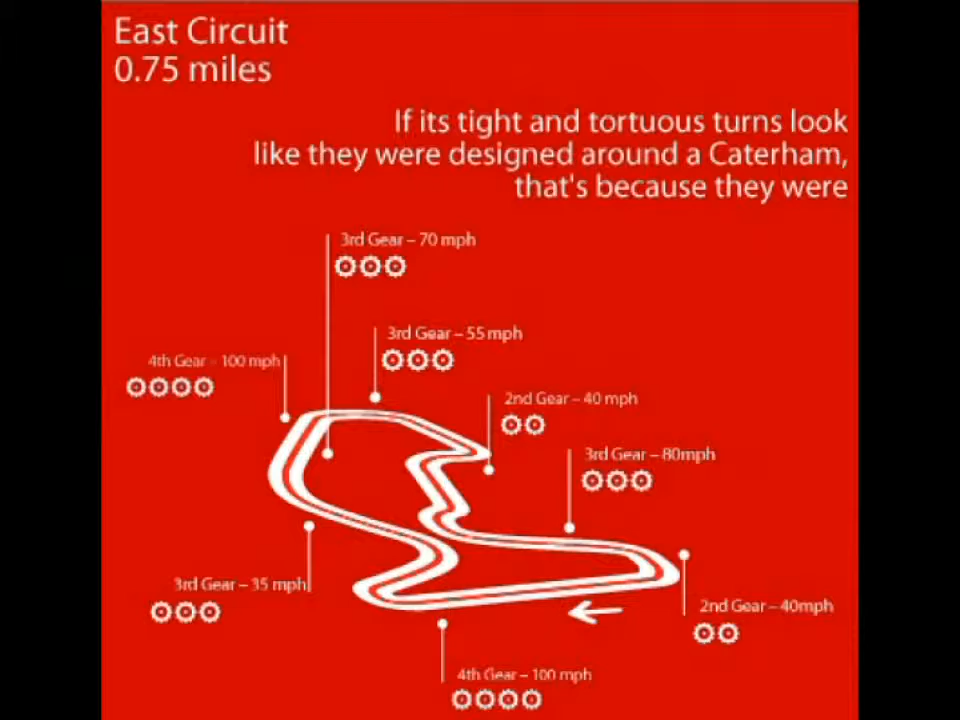 East Circuit
0.75 miles
If its tight and tortuous turns look
like they were designed around a Caterham,
that's because they were
3rd Gear – 70 mph
3rd Gear – 55 mph
4th Gear – 100 mph
2nd Gear – 40 mph
3rd Gear – 80mph
3rd Gear – 35 mph
2nd Gear – 40mph
4th Gear – 100 mph